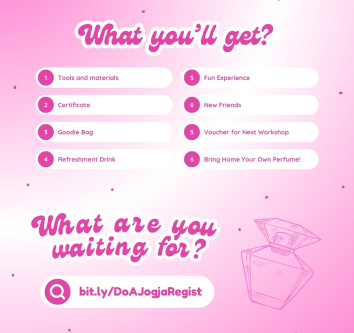 What you'll get?
1 Tools and materials
2 Certificate
3 Goodie Bag
4 Refreshment Drink
5 Fun Experience
6 New Friends
5 Voucher for Next Workshop
6 Bring Home Your Own Perfume!
What are you
waiting for?
bit.ly/DoAJogjaRegist